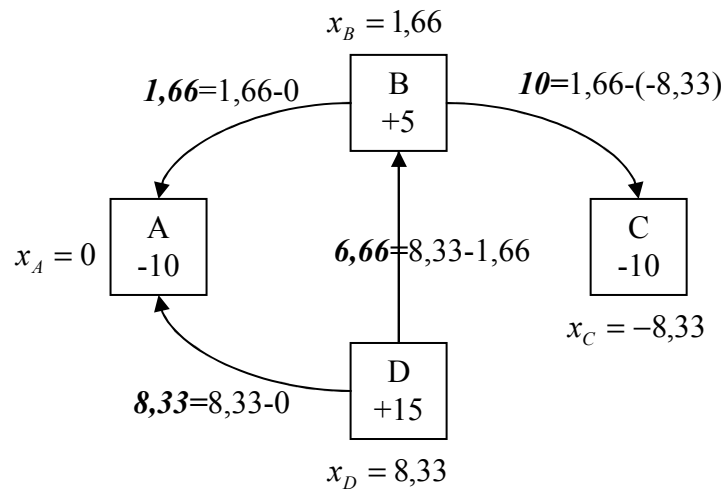 x_B = 1,66
B
+5
1,66=1,66-0
10=1,66-(-8,33)
A
-10
x_A = 0
C
-10
x_C = −8,33
6,66=8,33-1,66
D
+15
8,33=8,33-0
x_D = 8,33